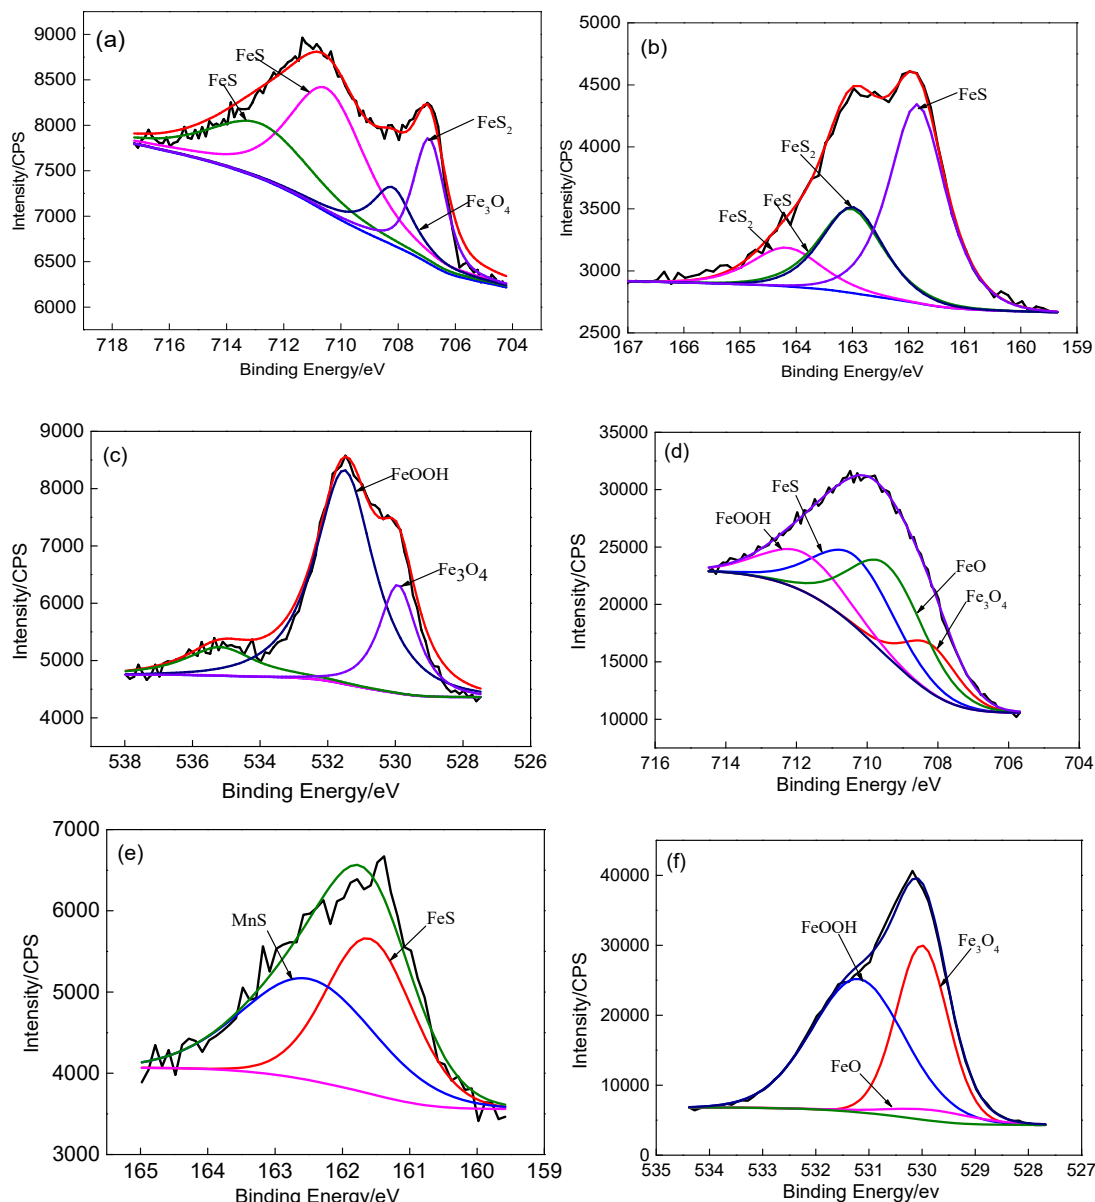 (a)
9000
8500
8000
7500
7000
6500
6000
Intensity/CPS
FeS
FeS
FeS2
Fe3O4
718 716 714 712 710 708 706 704
Binding Energy/eV
(b)
5000
4500
4000
3500
3000
2500
Intensity/CPS
FeS
FeS2
FeS
FeS2
167 166 165 164 163 162 161 160 159
Binding Energy/eV
(c)
9000
8000
7000
6000
5000
4000
Intensity/CPS
FeOOH
Fe3O4
538 536 534 532 530 528 526
Binding Energy/eV
(d)
35000
30000
25000
20000
15000
10000
Intensity/CPS
FeS
FeOOH
FeO
Fe3O4
716 714 712 710 708 706 704
Binding Energy /eV
(e)
7000
6000
5000
4000
3000
Intensity/CPS
MnS
FeS
165 164 163 162 161 160 159
Binding Energy/eV
(f)
40000
30000
20000
10000
0
Intensity/CPS
FeOOH
Fe3O4
FeO
535 534 533 532 531 530 529 528 527
Binding Energy/eV